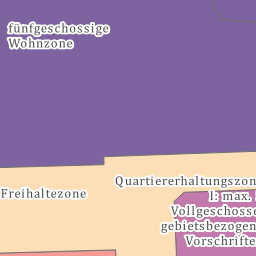 fünfgeschossige
Wohnzone
Freihaltezone
Quartiererhaltungszon
I: max.
Vollgeschosse
gebietsbezogen
Vorschrifte